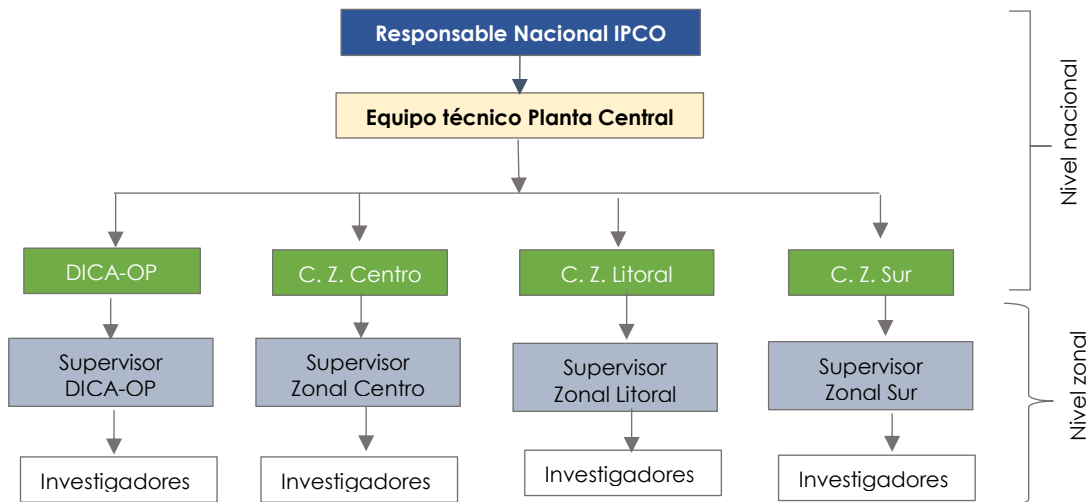 Responsable Nacional IPCO
Equipo técnico Planta Central
Nivel nacional
DICA-OP
C. Z. Centro
C. Z. Litoral
C. Z. Sur
Supervisor
DICA-OP
Supervisor
Zonal Centro
Supervisor
Zonal Litoral
Supervisor
Zonal Sur
Nivel zonal
Investigadores
Investigadores
Investigadores
Investigadores